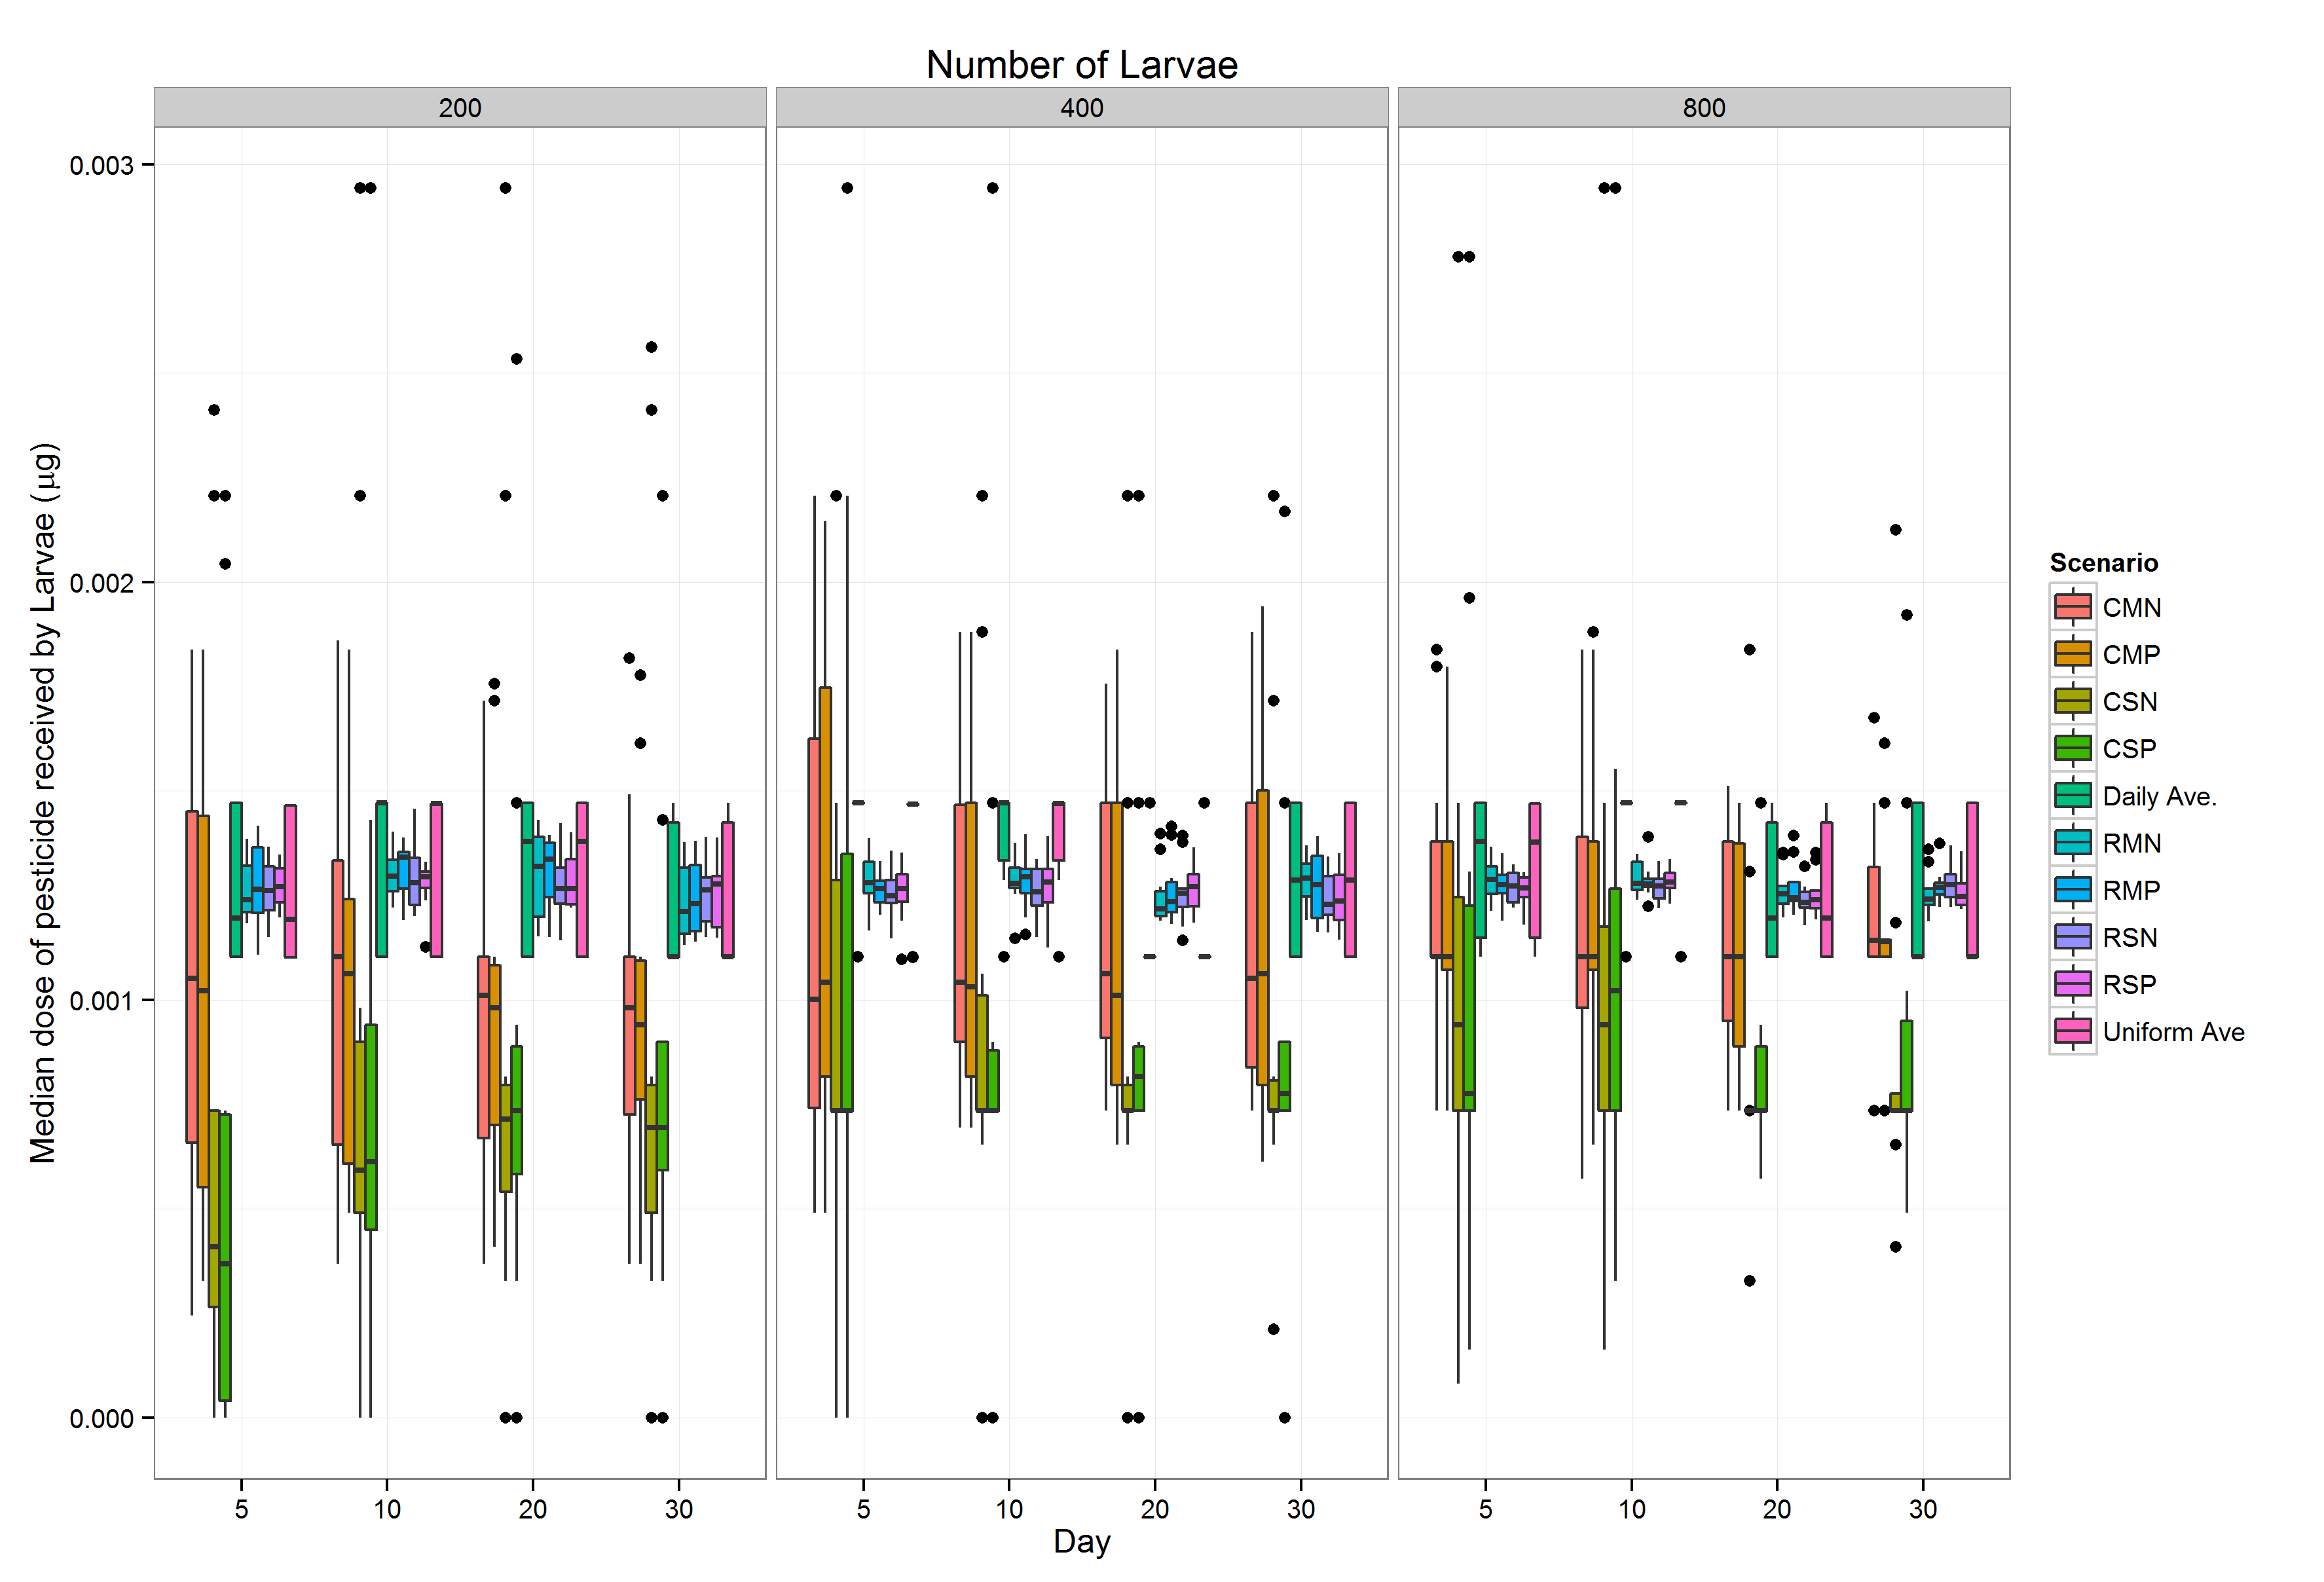 Number of Larvae
200 400 800
Median dose of pesticide received by Larvae (µg)
0.003
0.002
0.001
0.000
5 10 20 30 5 10 20 30 5 10 20 30
Day
Scenario
CMN
CMP
CSN
CSP
Daily Ave.
RMN
RMP
RSN
RSP
Uniform Ave